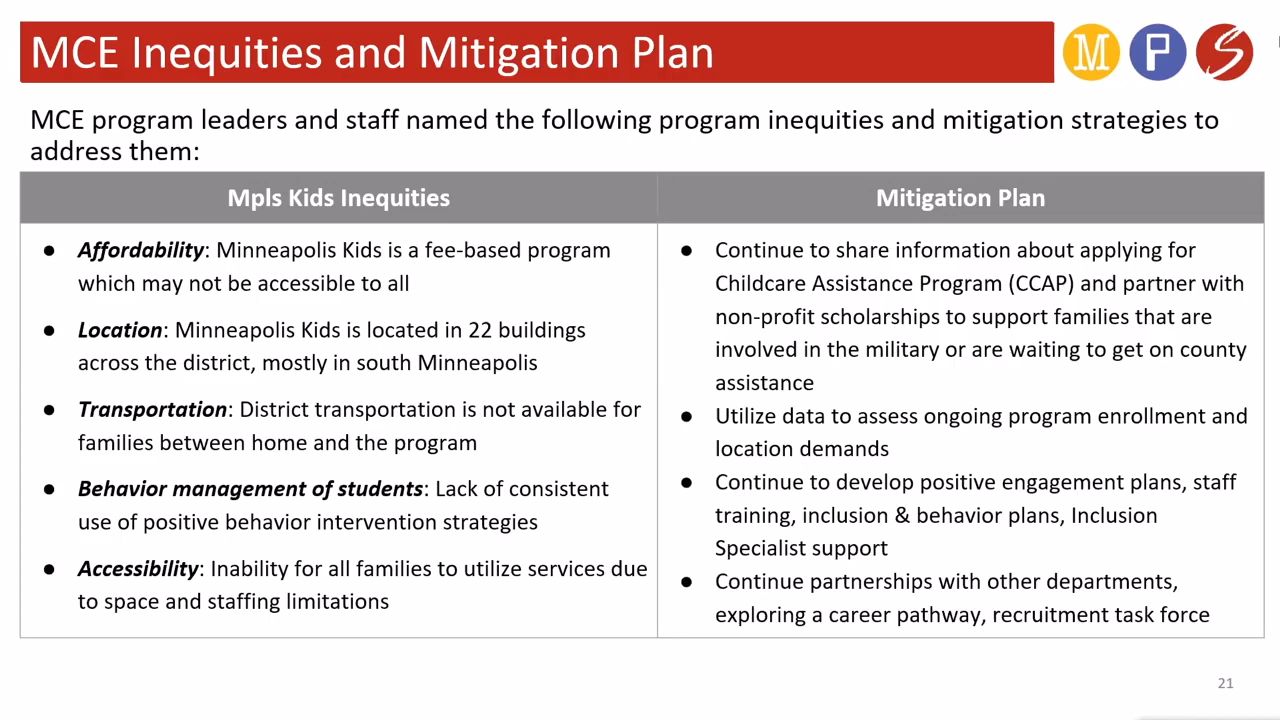 MCE Inequities and Mitigation Plan
M P S
MCE program leaders and staff named the following program inequities and mitigation strategies to
address them:
Mpls Kids Inequities
● Affordability: Minneapolis Kids is a fee-based program
which may not be accessible to all
● Location: Minneapolis Kids is located in 22 buildings
across the district, mostly in south Minneapolis
● Transportation: District transportation is not available for
families between home and the program
● Behavior management of students: Lack of consistent
use of positive behavior intervention strategies
● Accessibility: Inability for all families to utilize services due
to space and staffing limitations
Mitigation Plan
● Continue to share information about applying for
Childcare Assistance Program (CCAP) and partner with
non-profit scholarships to support families that are
involved in the military or are waiting to get on county
assistance
● Utilize data to assess ongoing program enrollment and
location demands
● Continue to develop positive engagement plans, staff
training, inclusion & behavior plans, Inclusion
Specialist support
● Continue partnerships with other departments,
exploring a career pathway, recruitment task force
21